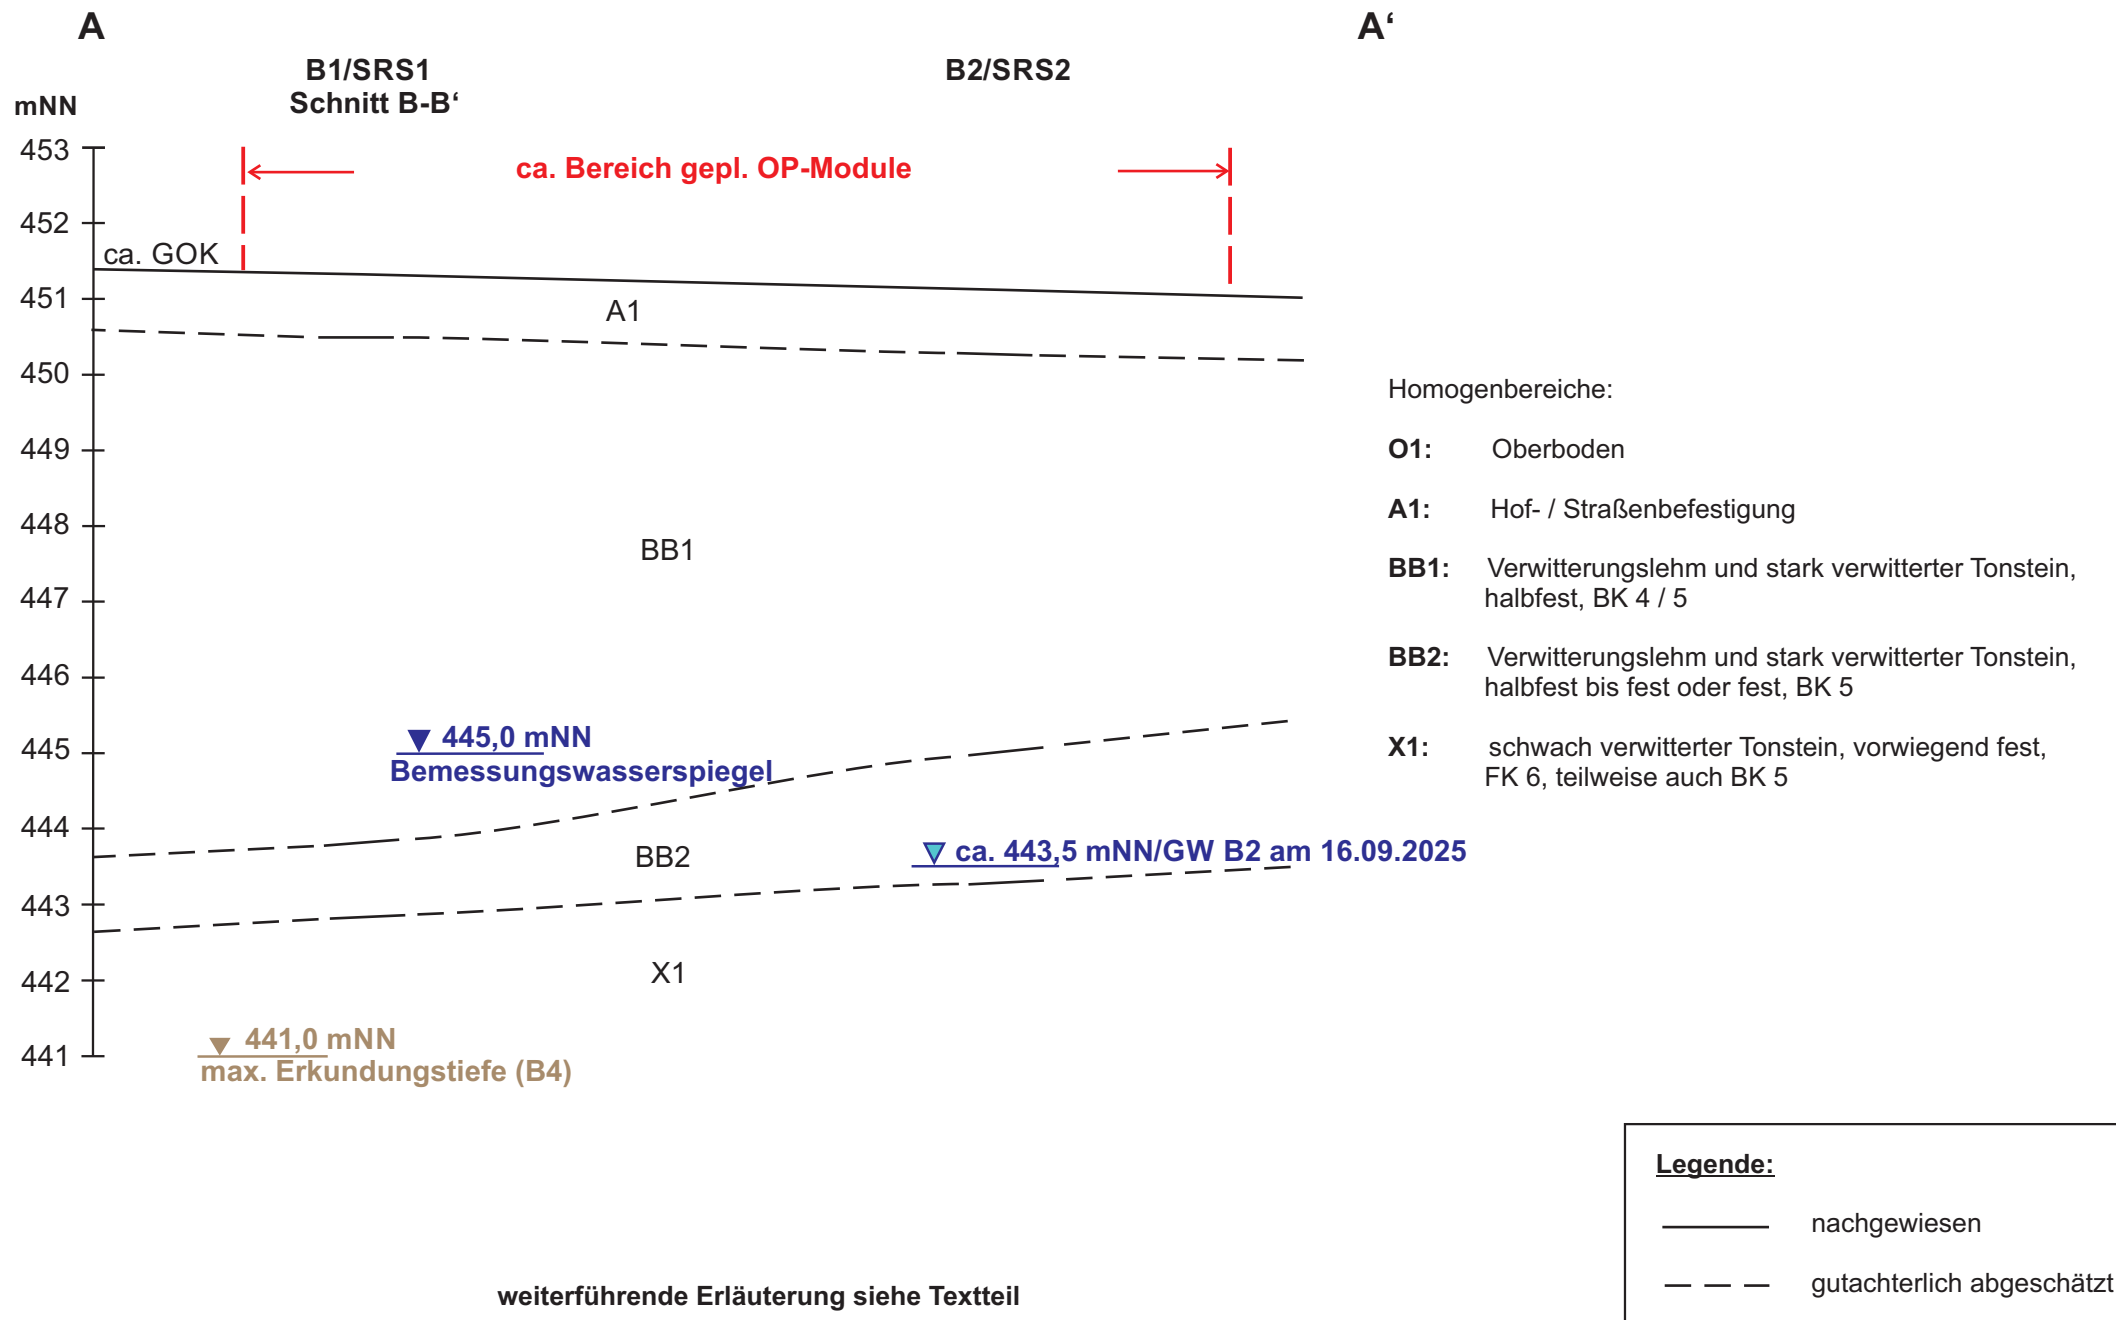 A
A‘
B1/SRS1
Schnitt B-B‘
B2/SRS2
mNN
453
ca. Bereich gepl. OP-Module
452
ca. GOK
451
A1
450
449
448
BB1
447
446
445
445,0 mNN
Bemessungswasserspiegel
444
BB2
ca. 443,5 mNN/GW B2 am 16.09.2025
443
442
X1
441
441,0 mNN
max. Erkundungstiefe (B4)
Homogenbereiche:
O1: Oberboden
A1: Hof- / Straßenbefestigung
BB1: Verwitterungslehm und stark verwitterter Tonstein,
halbfest, BK 4 / 5
BB2: Verwitterungslehm und stark verwitterter Tonstein,
halbfest bis fest oder fest, BK 5
X1: schwach verwitterter Tonstein, vorwiegend fest,
FK 6, teilweise auch BK 5
Legende:
nachgewiesen
gutachterlich abgeschätzt
weiterführende Erläuterung siehe Textteil